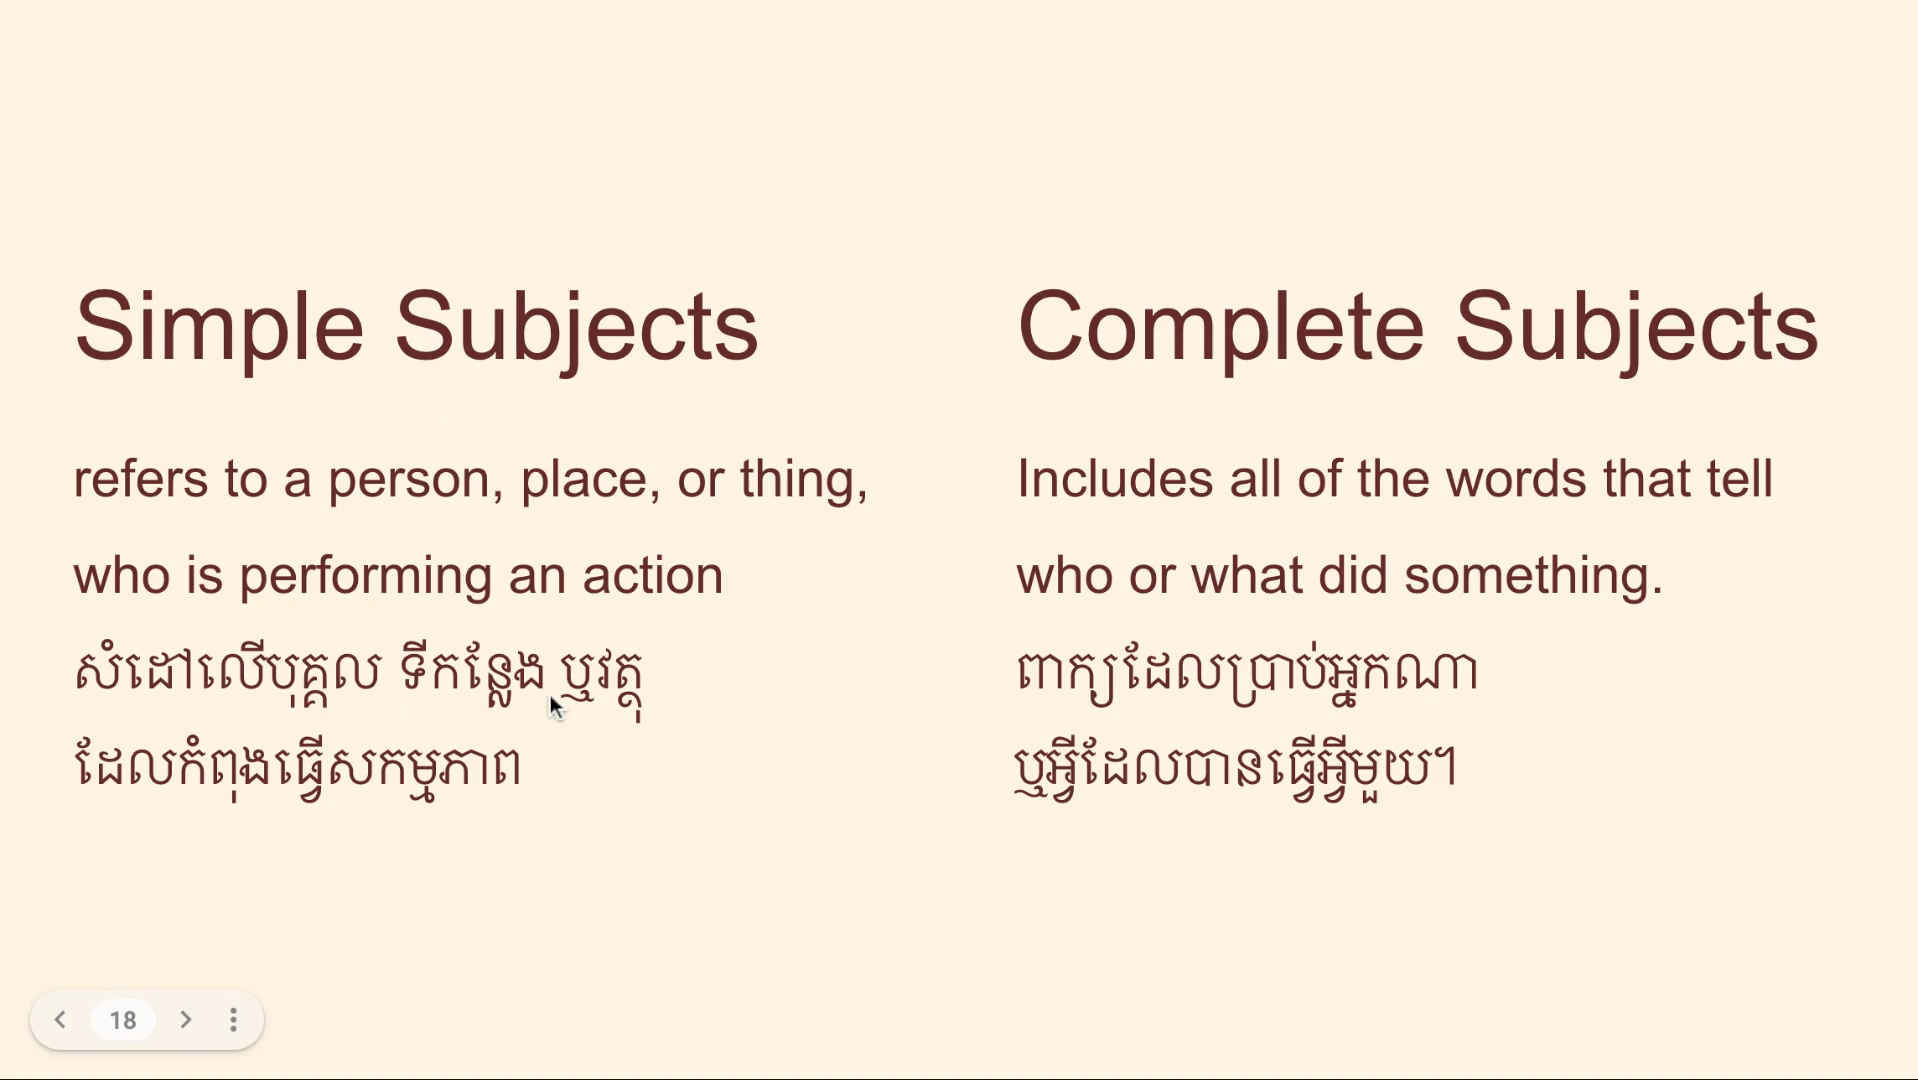 Simple Subjects
refers to a person, place, or thing,
who is performing an action
សំដៅលើបុគ្គល ទីកន្លែង ឬវត្ថុ
ដែលកំពុងធ្វើសកម្មភាព
Complete Subjects
Includes all of the words that tell
who or what did something.
ពាក្យដែលប្រាប់អ្នកណា
ឬអ្វីដែលបានធ្វើអ្វីមួយ។
18